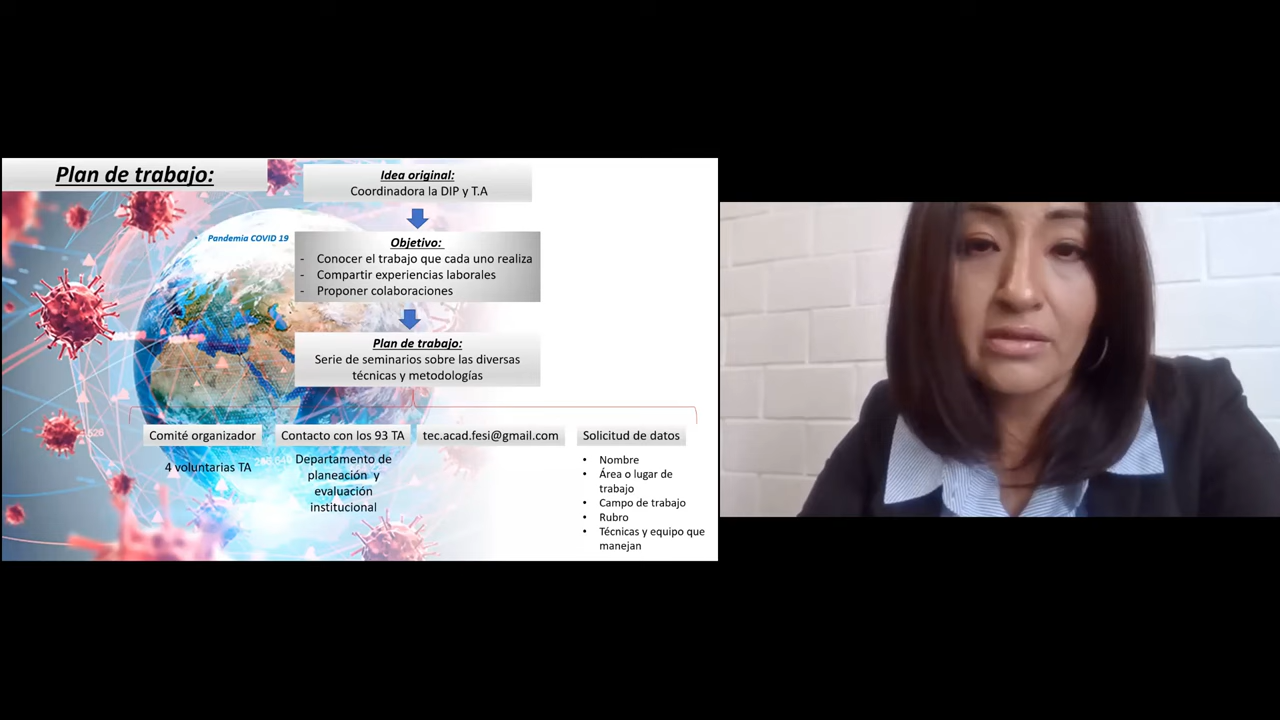 Plan de trabajo:
Idea original:
Coordinadora la DIP y T.A
• Pandemia COVID 19
Objetivo:
- Conocer el trabajo que cada uno realiza
- Compartir experiencias laborales
- Proponer colaboraciones
Plan de trabajo:
Serie de seminarios sobre las diversas
técnicas y metodologías
Comité organizador
4 voluntarias TA
Contacto con los 93 TA
Departamento de
planeación y
evaluación
institucional
tec.acad.fesi@gmail.com
Solicitud de datos
• Nombre
• Área o lugar de
trabajo
• Campo de trabajo
• Rubro
• Técnicas y equipo que
manejan